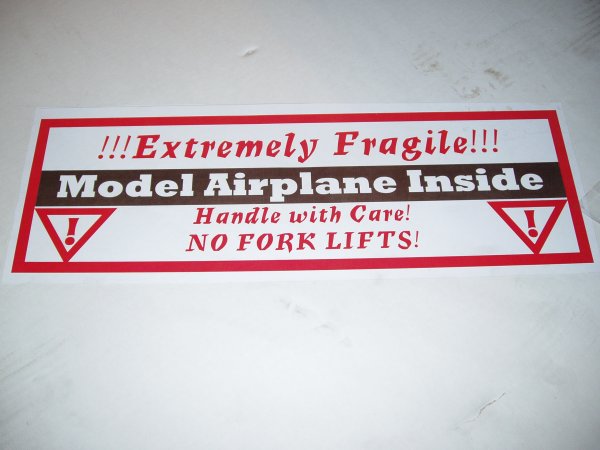 !!!Extremely Fragile!!!
Model Airplane Inside
Handle with Care!
NO FORK LIFTS!
! !